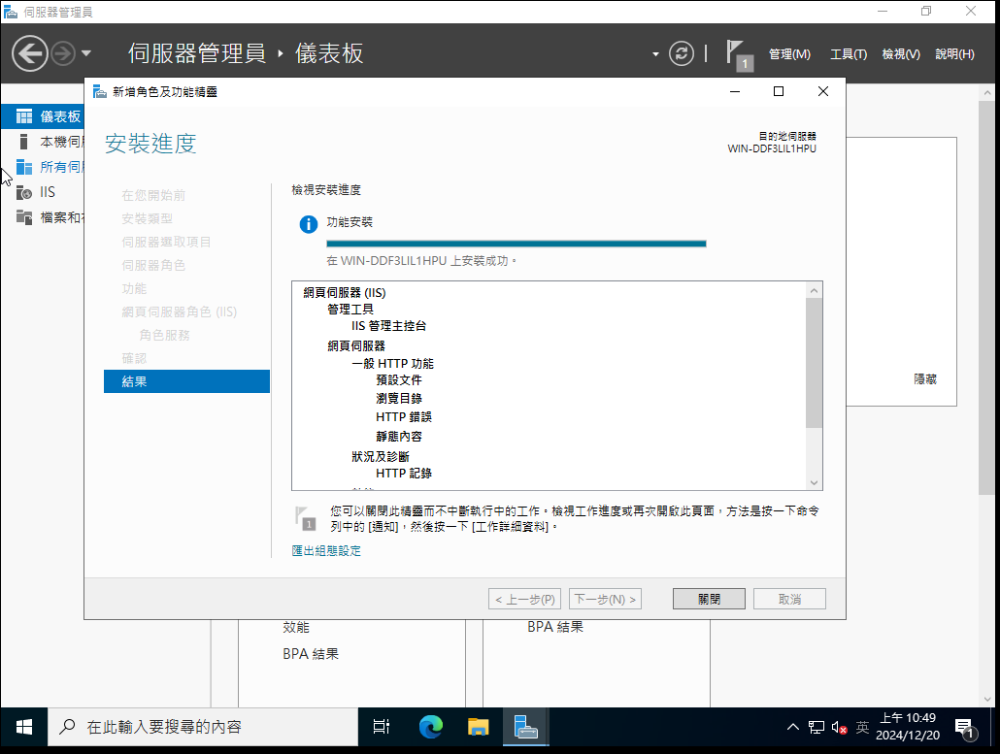 伺服器管理員
伺服器管理員 ‣ 儀表板
1
管理(M)
工具(T)
檢視(V)
說明(H)
儀表板
本機伺
所有伺
IIS
檔案和
新增角色及功能精靈
安裝進度
目的地伺服器
WIN-DDF3LIL1HPU
在您開始前
安裝類型
伺服器選取項目
伺服器角色
功能
網頁伺服器角色 (IIS)
角色服務
確認
結果
檢視安裝進度
功能安裝
在 WIN-DDF3LIL1HPU 上安裝成功。
網頁伺服器 (IIS)
管理工具
IIS 管理主控台
網頁伺服器
一般 HTTP 功能
預設文件
瀏覽目錄
HTTP 錯誤
靜態內容
狀況及診斷
HTTP 記錄
1
您可以關閉此精靈而不中斷執行中的工作。檢視工作進度或再次開啟此頁面，方法是按一下命令
列中的 [通知]，然後按一下 [工作詳細資料]。
匯出組態設定
< 上一步(P)
下一步(N) >
關閉
取消
隱藏
效能
BPA 結果
BPA 結果
在此輸入要搜尋的內容
英
上午 10:49
2024/12/20
1